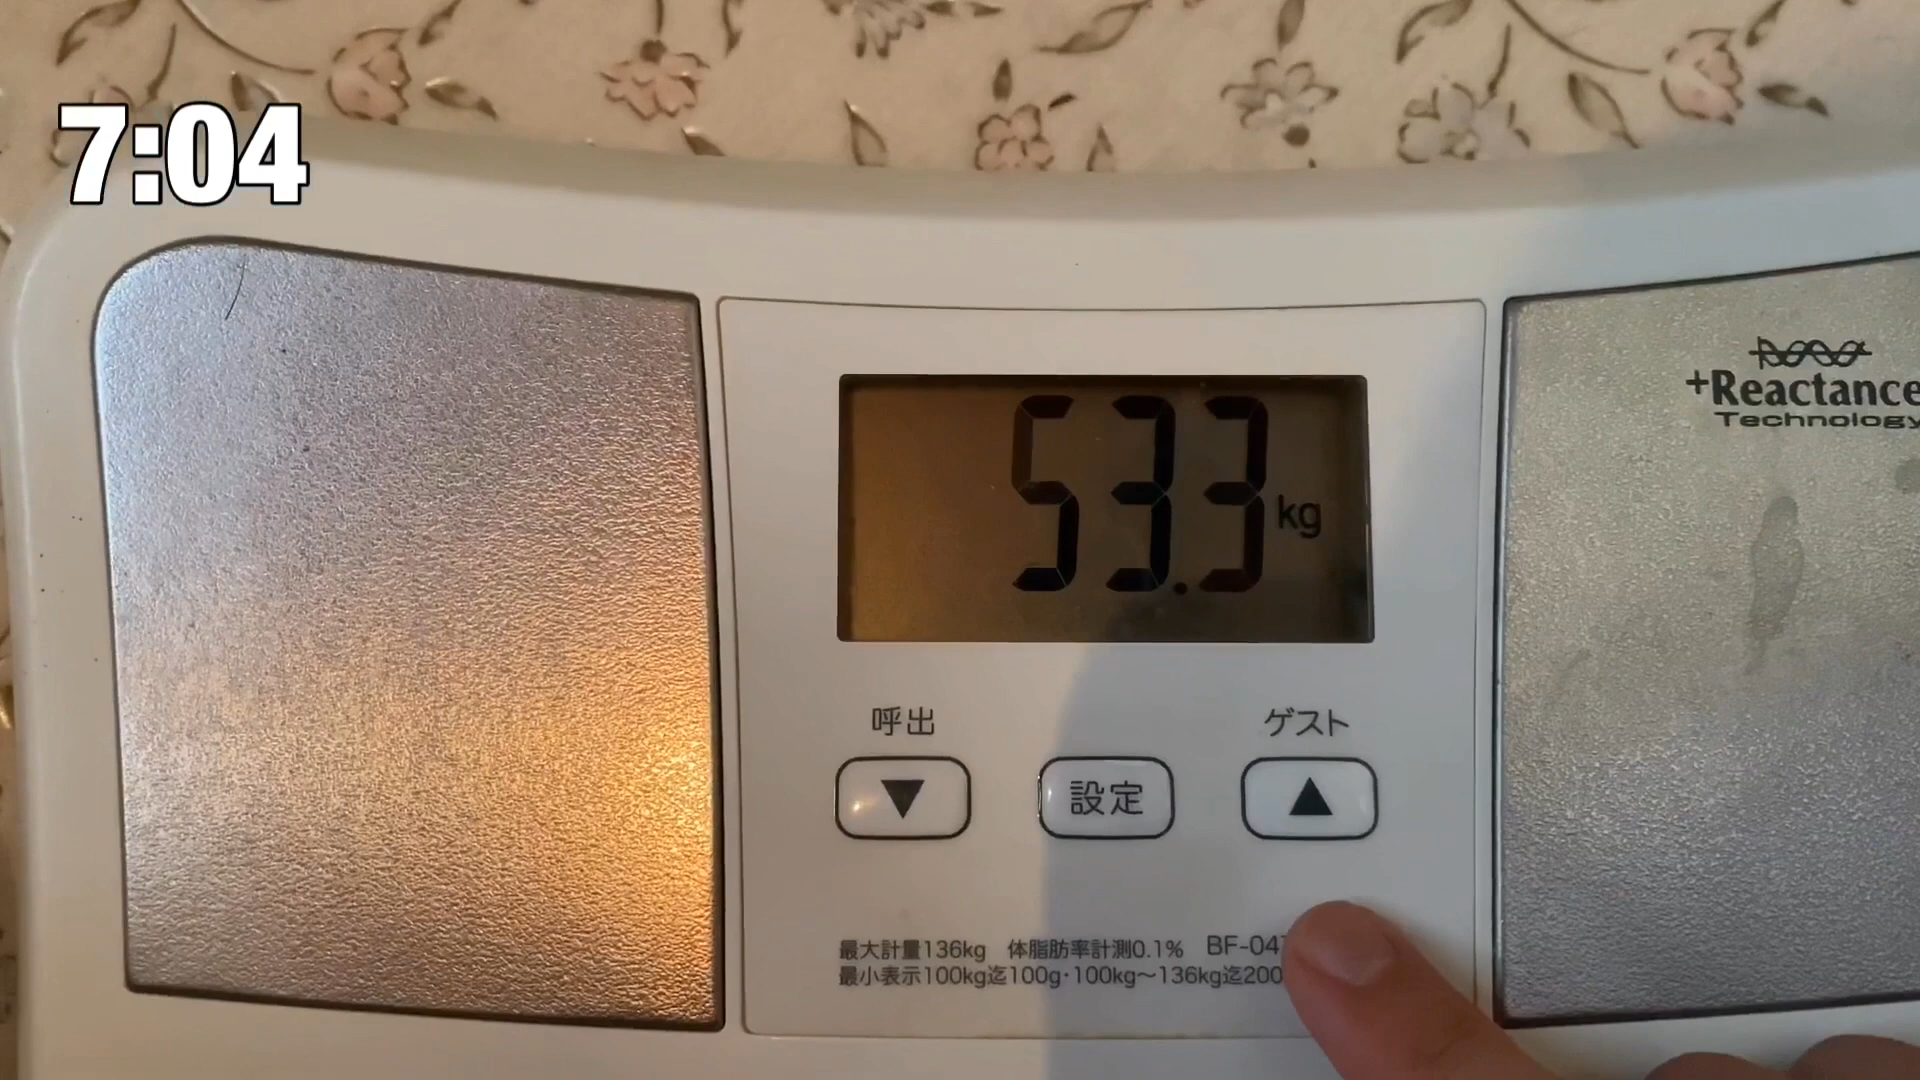 7:04
+Reactance
Technology
53.3kg
呼出
ゲスト
▼
設定
▲
最大計量136kg 体脂肪率計測0.1% BF-04
最小表示100kg迄100g・100kg〜136kg迄200